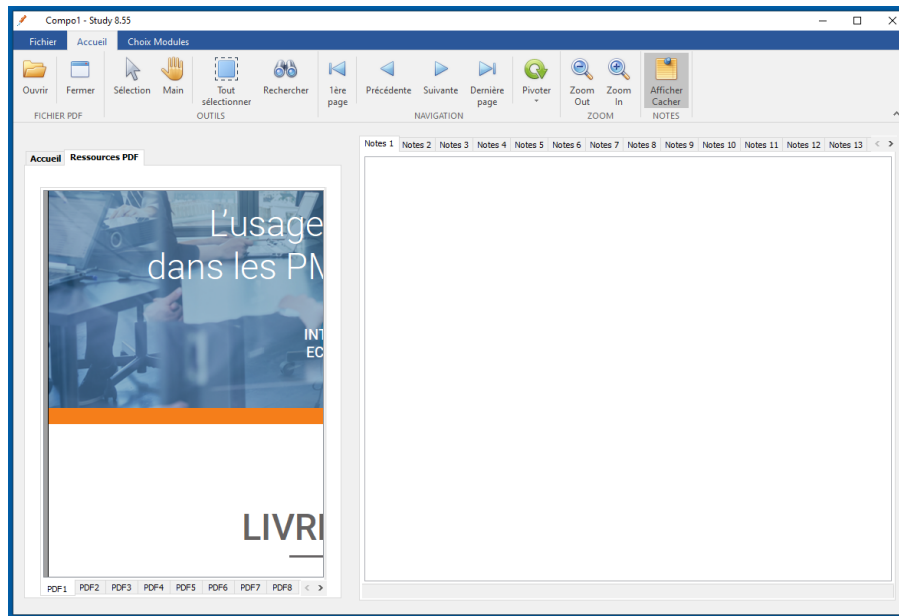 Compo1 - Study 8.55
Fichier Accueil Choix Modules
Ouvrir Fermer Sélection Main Tout sélectionner Rechercher 1ère page Précédente Suivante Dernière page Pivoter Zoom Out Zoom In Afficher Cacher
FICHIER PDF OUTILS NAVIGATION ZOOM NOTES
Accueil Ressources PDF
L'usage
dans les PM
INT
EC
LIVRE
PDF1 PDF2 PDF3 PDF4 PDF5 PDF6 PDF7 PDF8
Notes 1 Notes 2 Notes 3 Notes 4 Notes 5 Notes 6 Notes 7 Notes 8 Notes 9 Notes 10 Notes 11 Notes 12 Notes 13